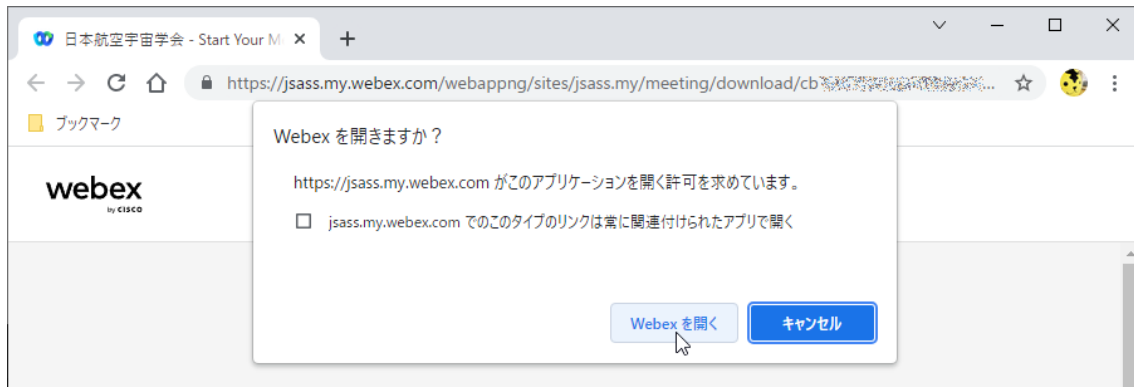 日本航空宇宙学会 - Start Your M
https://jsass.my.webex.com/webappng/sites/jsass.my/meeting/download/cb
ブックマーク
webex
by CISCO
Webex を開きますか？
https://jsass.my.webex.com がこのアプリケーションを開く許可を求めています。
jsass.my.webex.com でのこのタイプのリンクは常に関連付けられたアプリで開く
Webex を開く
キャンセル